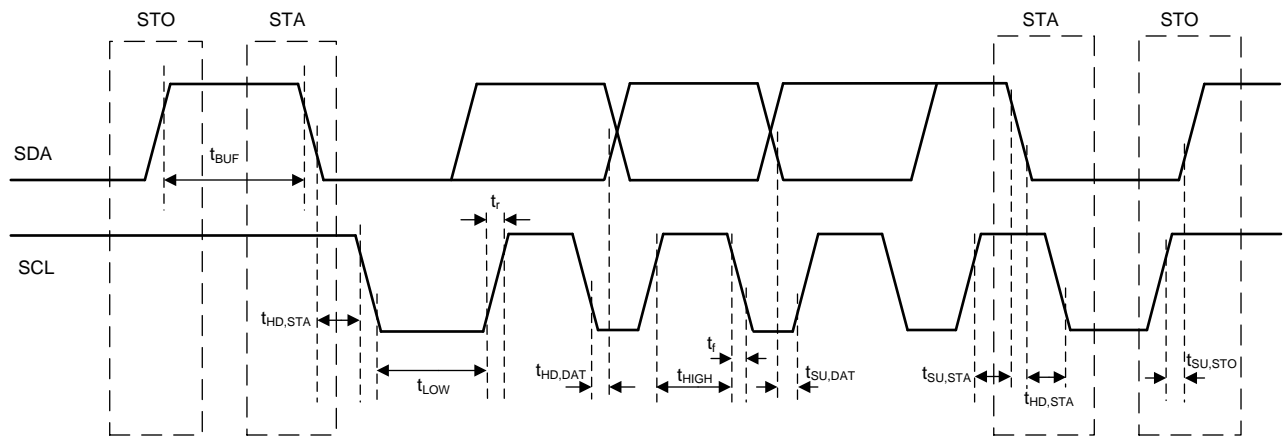 STO
STA
STA
STO
SDA
tBUF
tr
SCL
tHD,STA
tLOW
tHD,DAT
tHIGH
tf
tSU,DAT
tSU,STA
tHD,STA
tSU,STO